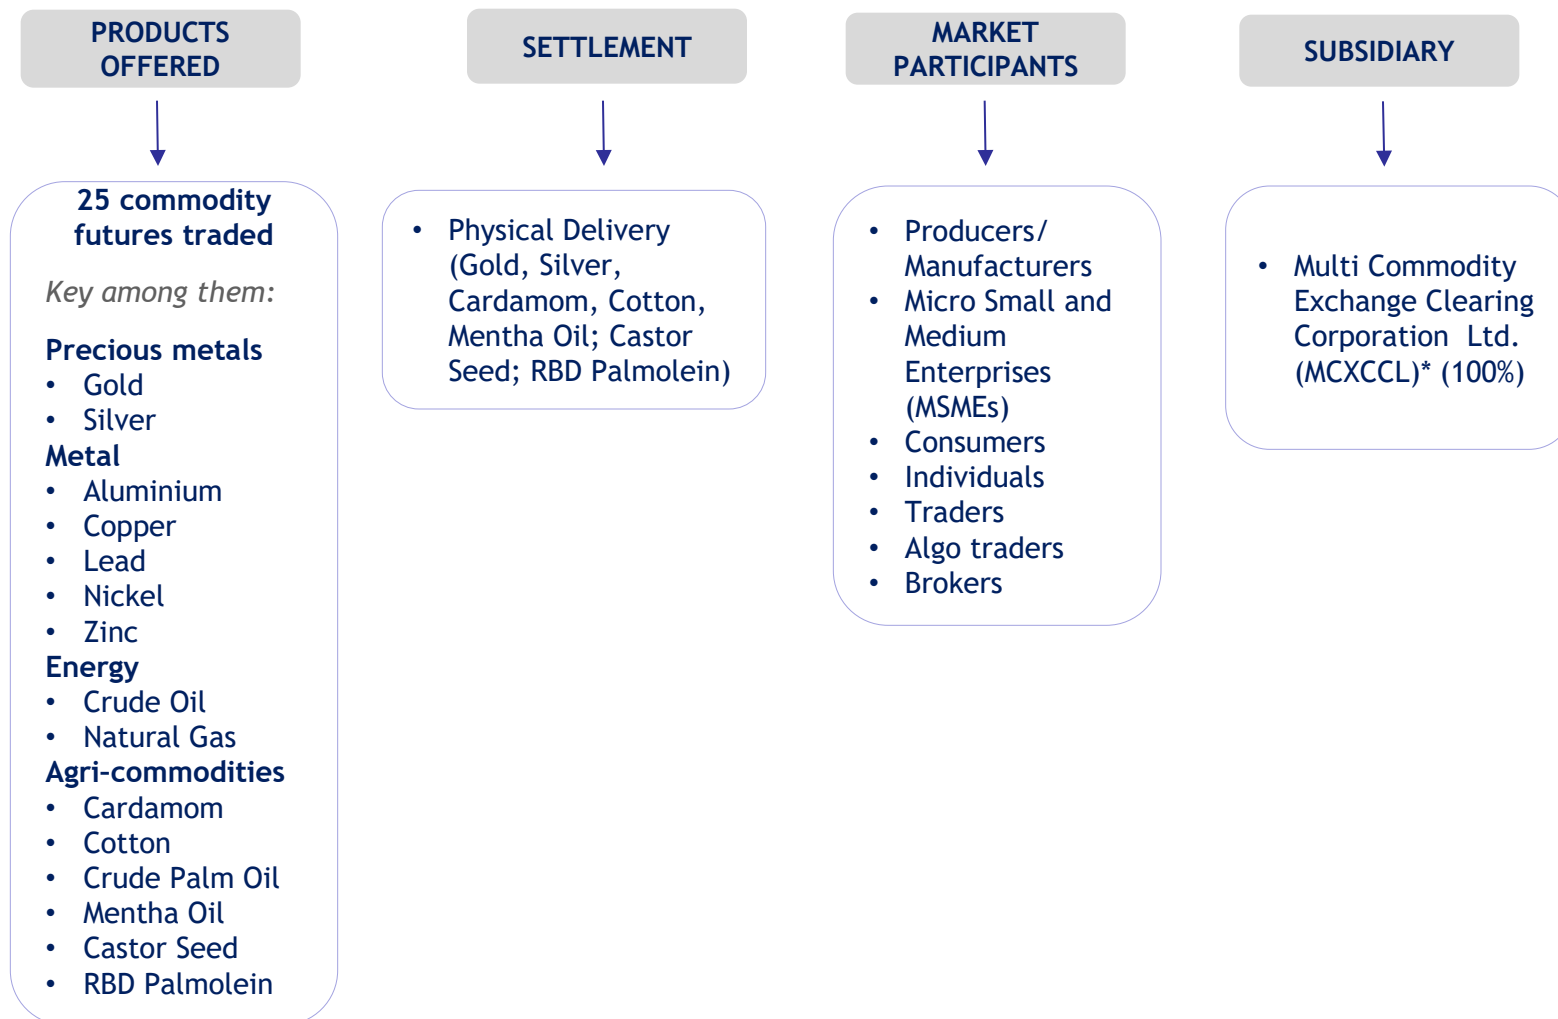 PRODUCTS
OFFERED
25 commodity
futures traded
Key among them:
Precious metals
• Gold
• Silver
Metal
• Aluminium
• Copper
• Lead
• Nickel
• Zinc
Energy
• Crude Oil
• Natural Gas
Agri-commodities
• Cardamom
• Cotton
• Crude Palm Oil
• Mentha Oil
• Castor Seed
• RBD Palmolein
SETTLEMENT
• Physical Delivery
(Gold, Silver,
Cardamom, Cotton,
Mentha Oil; Castor
Seed; RBD Palmolein)
MARKET
PARTICIPANTS
• Producers/
Manufacturers
• Micro Small and
Medium
Enterprises
(MSMEs)
• Consumers
• Individuals
• Traders
• Algo traders
• Brokers
SUBSIDIARY
• Multi Commodity
Exchange Clearing
Corporation Ltd.
(MCXCCL)* (100%)